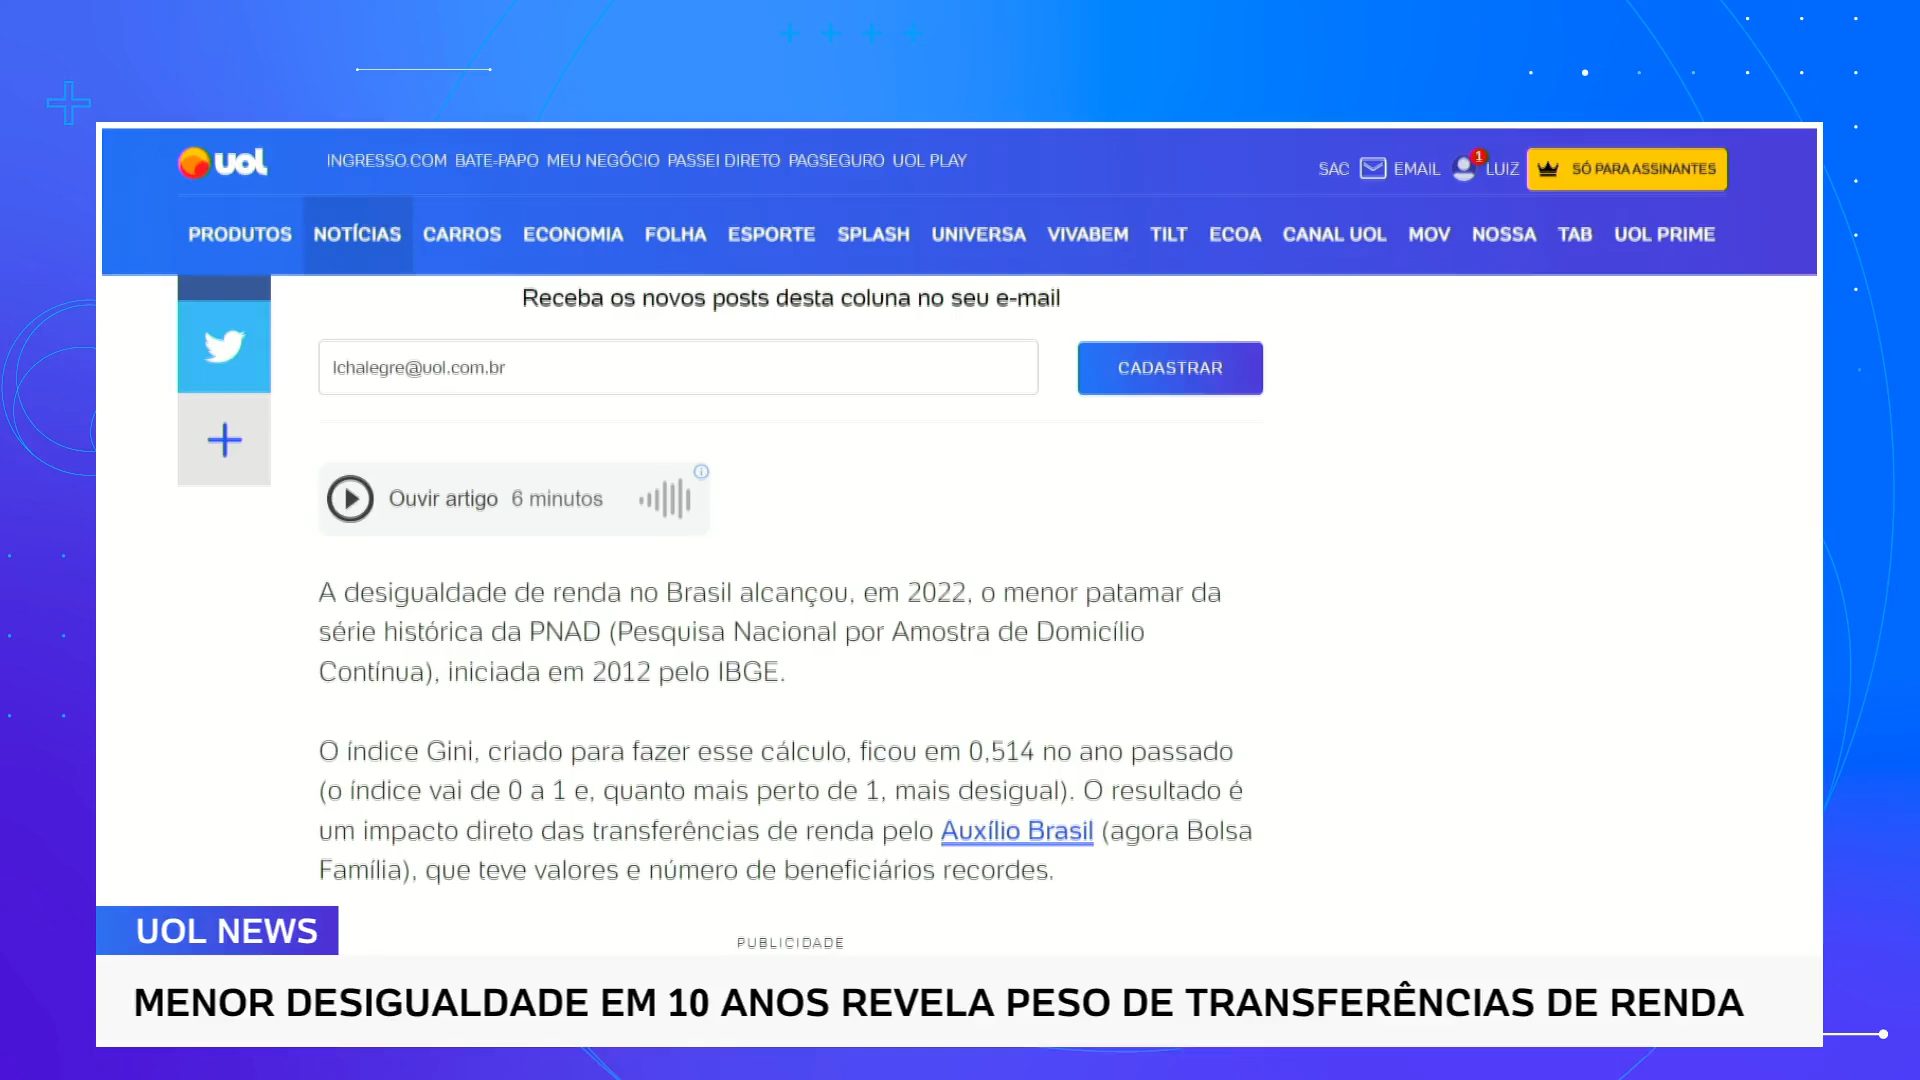 uol
INGRESSO.COM BATE-PAPO MEU NEGÓCIO PASSEI DIRETO PAGSEGURO UOL PLAY
SAC EMAIL 1 LUIZ SÓ PARA ASSINANTES
PRODUTOS NOTÍCIAS CARROS ECONOMIA FOLHA ESPORTE SPLASH UNIVERSA VIVABEM TILT ECOA CANAL UOL MOV NOSSA TAB UOL PRIME
Receba os novos posts desta coluna no seu e-mail
lchalegre@uol.com.br
CADASTRAR
Ouvir artigo 6 minutos
A desigualdade de renda no Brasil alcançou, em 2022, o menor patamar da
série histórica da PNAD (Pesquisa Nacional por Amostra de Domicílio
Contínua), iniciada em 2012 pelo IBGE.
O índice Gini, criado para fazer esse cálculo, ficou em 0,514 no ano passado
(o índice vai de 0 a 1 e, quanto mais perto de 1, mais desigual). O resultado é
um impacto direto das transferências de renda pelo Auxílio Brasil (agora Bolsa
Família), que teve valores e número de beneficiários recordes.
PUBLICIDADE
UOL NEWS
MENOR DESIGUALDADE EM 10 ANOS REVELA PESO DE TRANSFERÊNCIAS DE RENDA